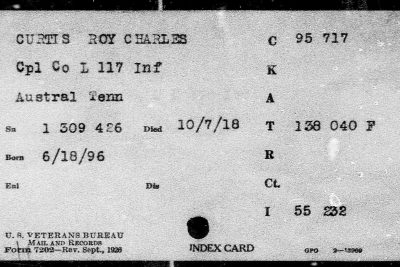 CURTIS ROY CHARLES C 95 717
Cpl Co L 117 Inf K
Austral Tenn A
Sn 1 309 426 Died 10/7/18 T 138 040 F
Born 6/18/96 R
Enl Dis Ct.
I 55 232
U. S. VETERANS BUREAU
MAIL AND RECORDS
Form 7202—Rev. Sept., 1926 INDEX CARD GPO 2—13969